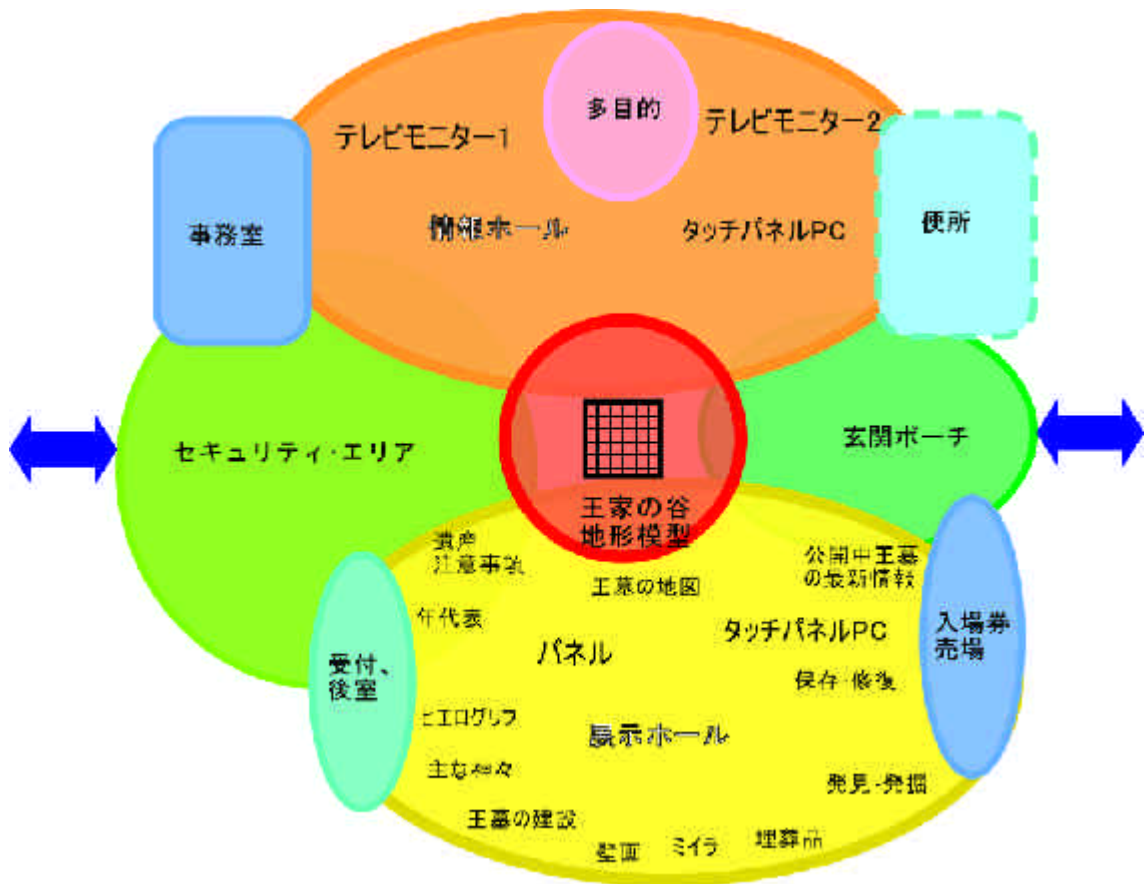 多目的
テレビモニター1
テレビモニター2
事務室
情報ホール
タッチパネルPC
便所
セキュリティ・エリア
玄関ポーチ
王家の谷
地形模型
遺産
注意事項
公開中王墓
の最新情報
王墓の地図
年代表
パネル
タッチパネルPC
入場券
売場
受付、
後室
保存・修復
ヒエログリフ
展示ホール
主な神々
発見・発掘
王墓の建設
壁画
ミイラ
埋葬品